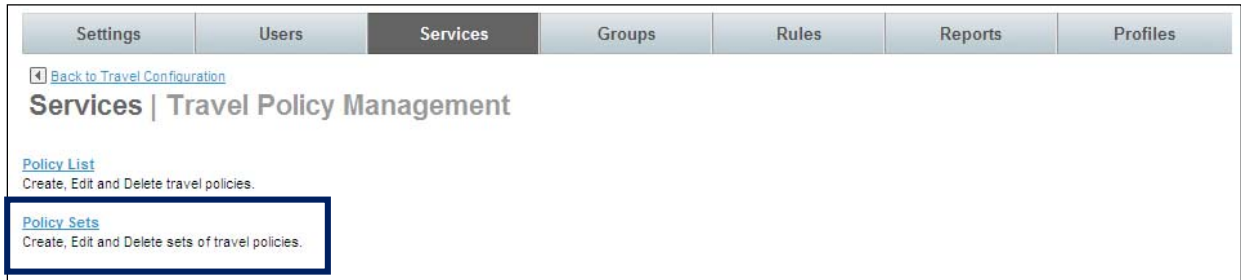 Settings Users Services Groups Rules Reports Profiles
Back to Travel Configuration
Services | Travel Policy Management
Policy List
Create, Edit and Delete travel policies.
Policy Sets
Create, Edit and Delete sets of travel policies.